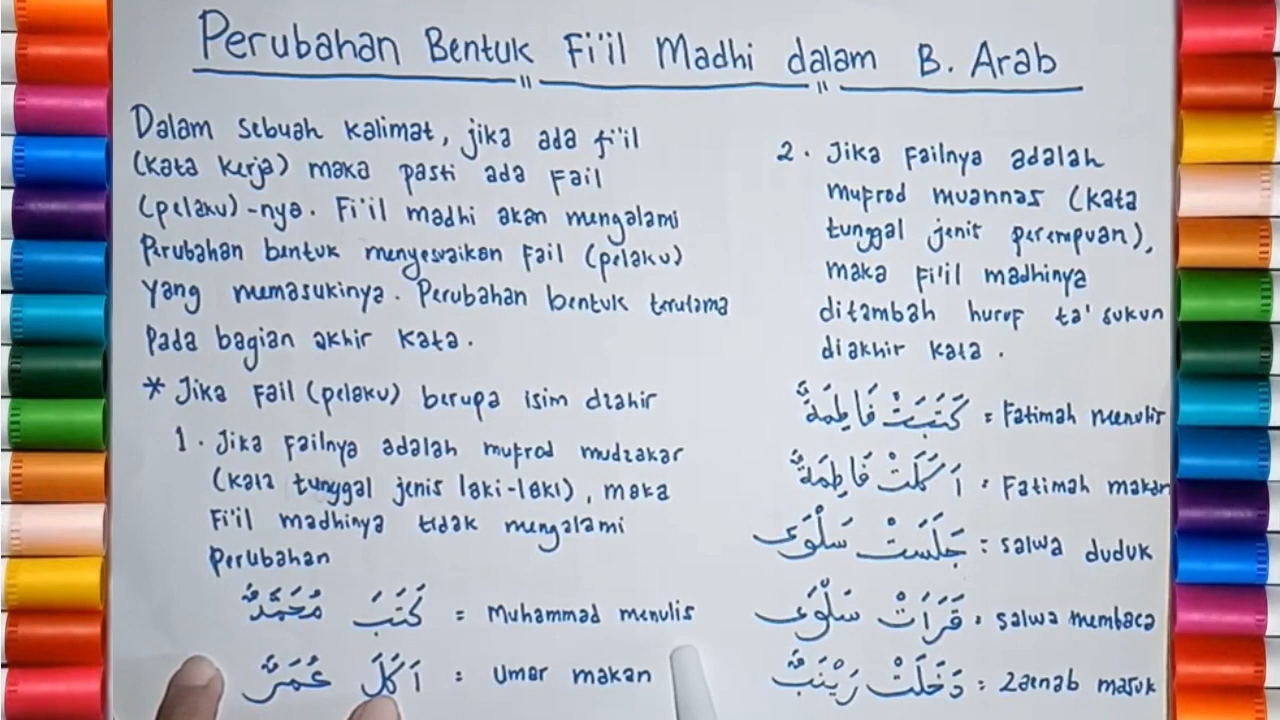 Perubahan Bentuk Fi'il Madhi dalam B. Arab
Dalam sebuah kalimat, jika ada fi'il
(kata kerja) maka pasti ada Fail
(pelaku)-nya. Fi'il madhi akan mengalami
Perubahan bentuk menyesuaikan Fail (pelaku)
yang memasukinya. Perubahan bentuk terutama
Pada bagian akhir kata.
* Jika Fail (pelaku) berupa isim dzahir
1. Jika Failnya adalah mufrod mudzakar
(kata tunggal jenis laki-laki), maka
Fi'il madhinya tidak mengalami
Perubahan
كَتَبَ مُحَمَّدٌ = Muhammad menulis
اَكَلَ عُمَرٌ : Umar makan
2. Jika Failnya adalah
mufrod muannas (kata
tunggal jenis perempuan),
maka Fi'il madhinya
ditambah huruf ta' sukun
diakhir kata.
كَتَبَتْ فَاطِمَةٌ = Fatimah menulis
اَكَلَتْ فَاطِمَةٌ = Fatimah makan
جَلَسَتْ سَلْوَى : salwa duduk
قَرَاَتْ سَلْوَى = salwa membaca
دَخَلَتْ زَيْنَبٌ = Zaenab masuk